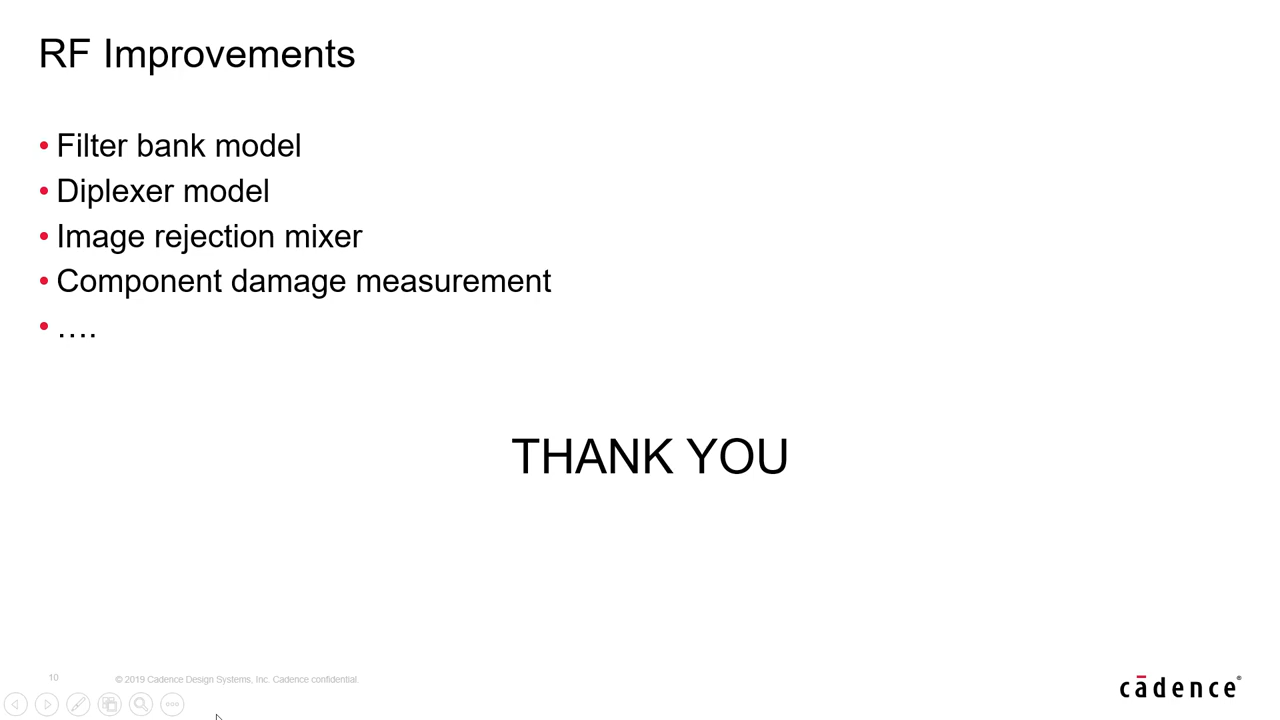 RF Improvements
• Filter bank model
• Diplexer model
• Image rejection mixer
• Component damage measurement
• ….
THANK YOU
10
© 2019 Cadence Design Systems, Inc. Cadence confidential.
cādence®